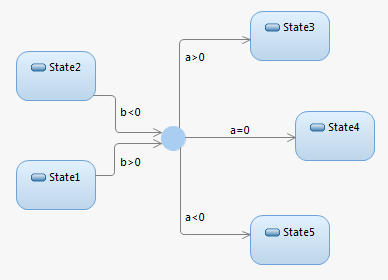 State3
a>0
State2
b<0
a=0
State4
b>0
State1
a<0
State5